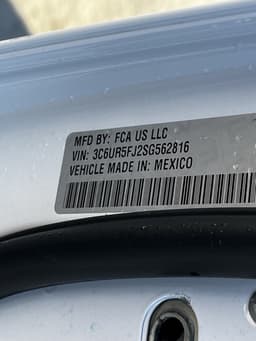 MFD BY: FCA US LLC
VIN: 3C6UR5FJ2SG562816
VEHICLE MADE IN: MEXICO